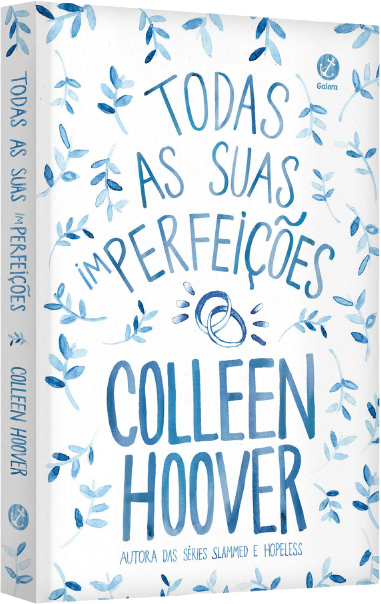 Galera
TODAS
AS SUAS
imPERFEIÇÕES
COLLEEN
HOOVER
AUTORA DAS SÉRIES SLAMMED E HOPELESS
TODAS AS SUAS imPERFEIÇÕES COLLEEN HOOVER